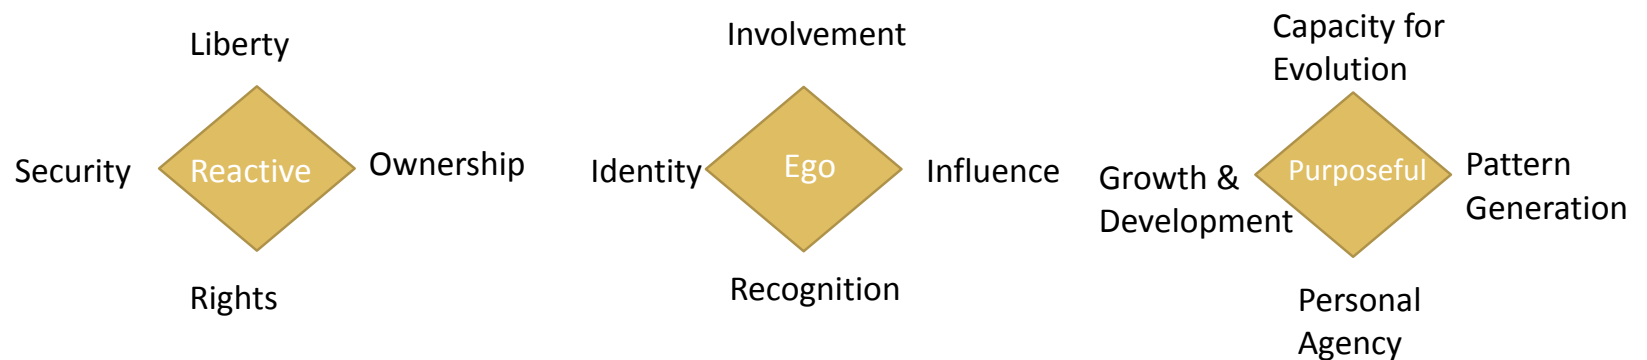 Liberty
Security
Reactive
Ownership
Rights
Involvement
Identity
Ego
Influence
Recognition
Capacity for
Evolution
Growth &
Development
Purposeful
Pattern
Generation
Personal
Agency